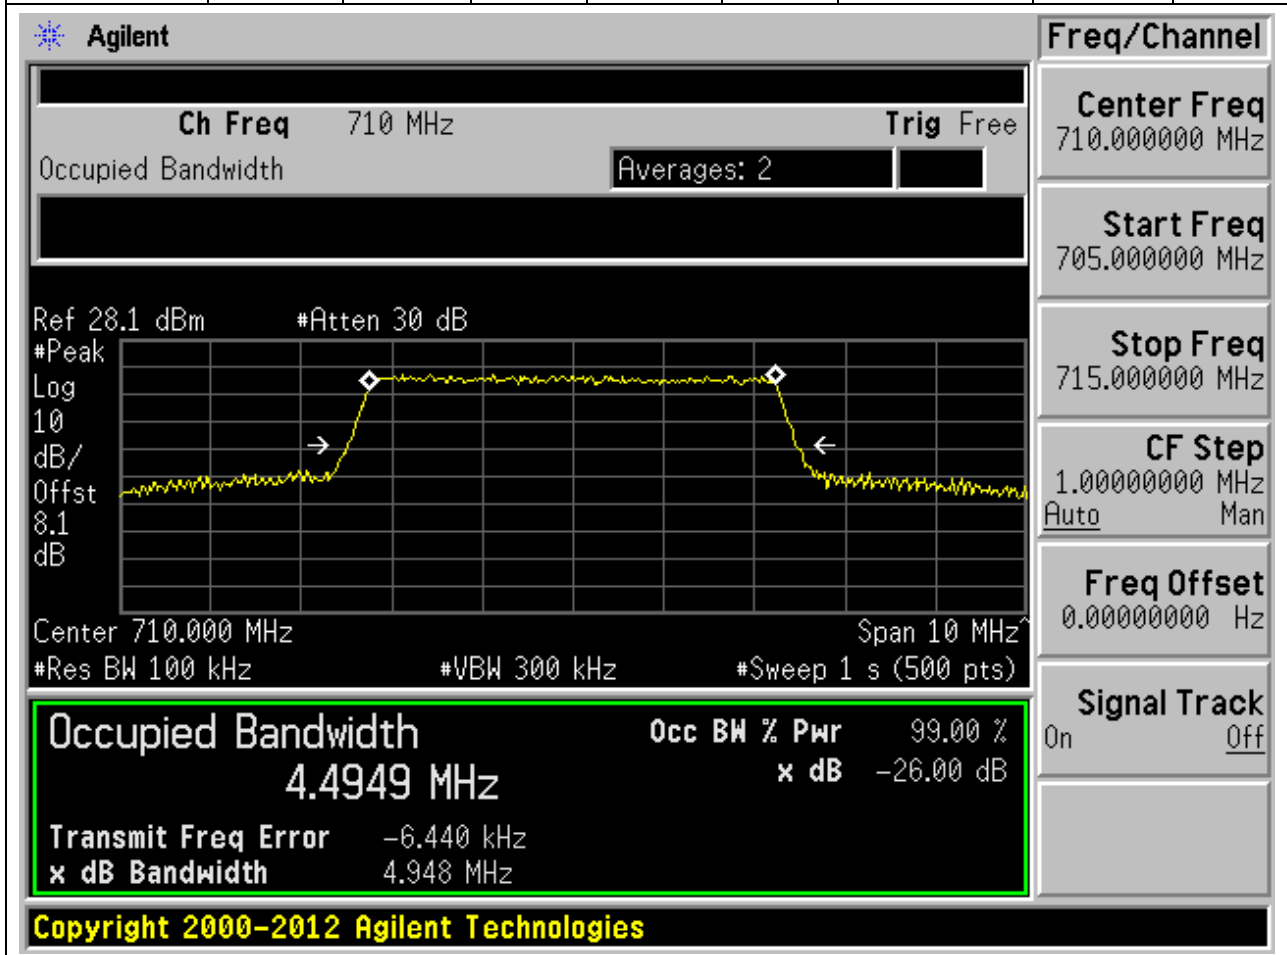 Agilent
Freq/Channel
Ch Freq 710 MHz Trig Free
Occupied Bandwidth Averages: 2
Center Freq
710.000000 MHz
Start Freq
705.000000 MHz
Stop Freq
715.000000 MHz
CF Step
1.00000000 MHz
Auto Man
Freq Offset
0.00000000 Hz
Signal Track
On Off
Ref 28.1 dBm #Atten 30 dB
#Peak
Log
10
dB/
Offst
8.1
dB
Center 710.000 MHz Span 10 MHz^
#Res BW 100 kHz #VBW 300 kHz #Sweep 1 s (500 pts)
Occupied Bandwidth Occ BW % Pwr 99.00 %
4.4949 MHz x dB -26.00 dB
Transmit Freq Error -6.440 kHz
x dB Bandwidth 4.948 MHz
Copyright 2000-2012 Agilent Technologies